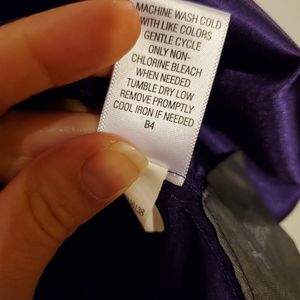 MACHINE WASH COLD
WITH LIKE COLORS
GENTLE CYCLE
ONLY NON-
CHLORINE BLEACH
WHEN NEEDED
TUMBLE DRY LOW
REMOVE PROMPTLY
COOL IRON IF NEEDED
B4